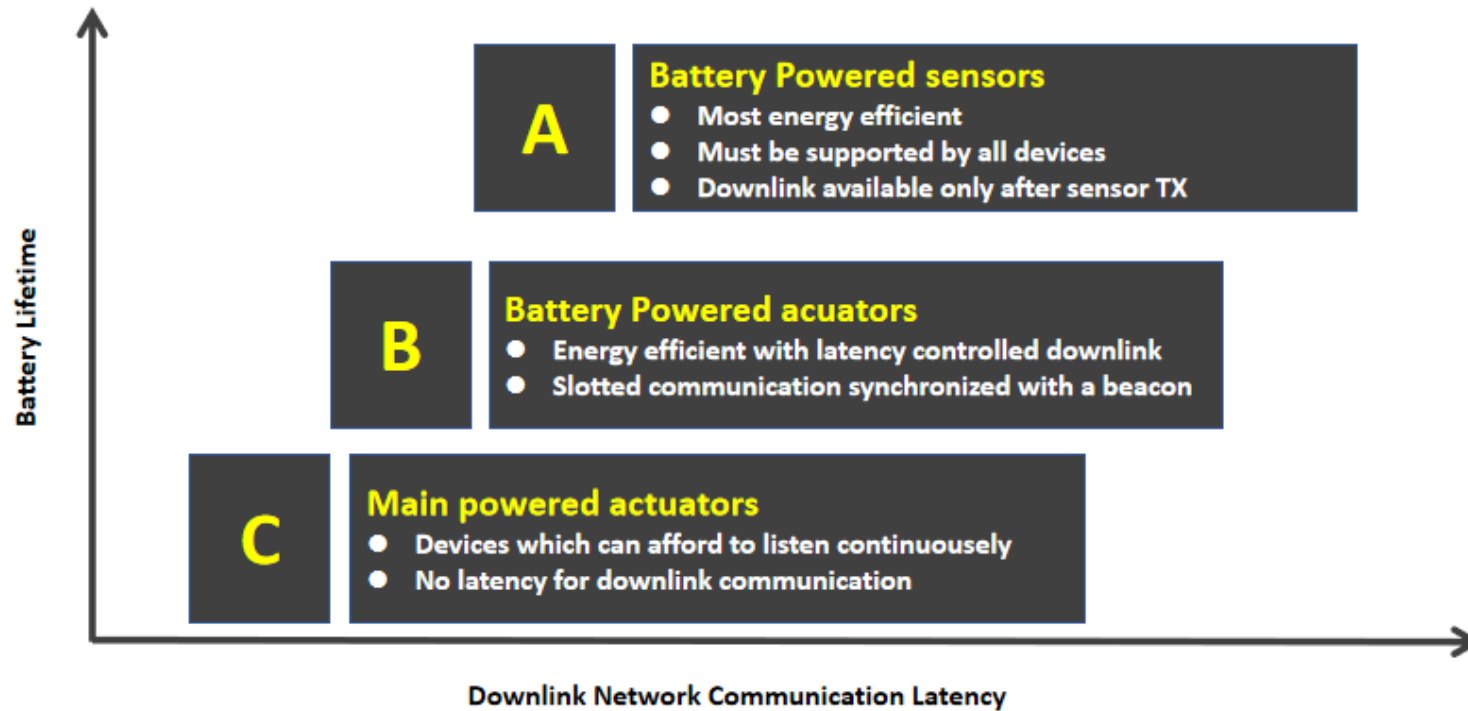 Battery Lifetime
A
Battery Powered sensors
● Most energy efficient
● Must be supported by all devices
● Downlink available only after sensor TX
B
Battery Powered acuators
● Energy efficient with latency controlled downlink
● Slotted communication synchronized with a beacon
C
Main powered actuators
● Devices which can afford to listen continuousely
● No latency for downlink communication
Downlink Network Communication Latency